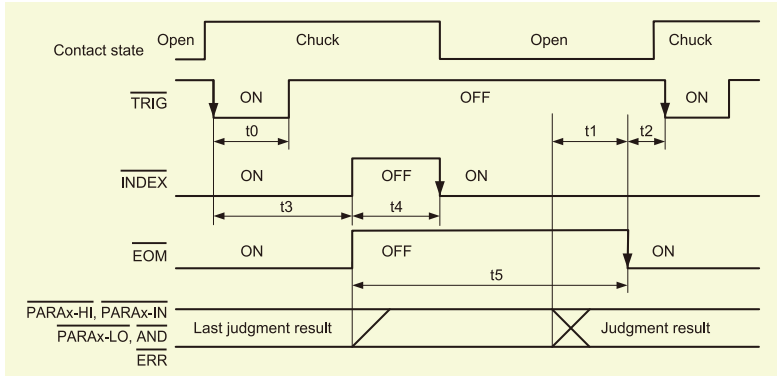 Contact state Open Chuck Open Chuck
TRIG ON OFF ON
t0 t1 t2
INDEX ON OFF ON
t3 t4
EOM ON OFF ON
t5
PARAx-HI, PARAx-IN
PARAx-LO, AND Last judgment result Judgment result
ERR